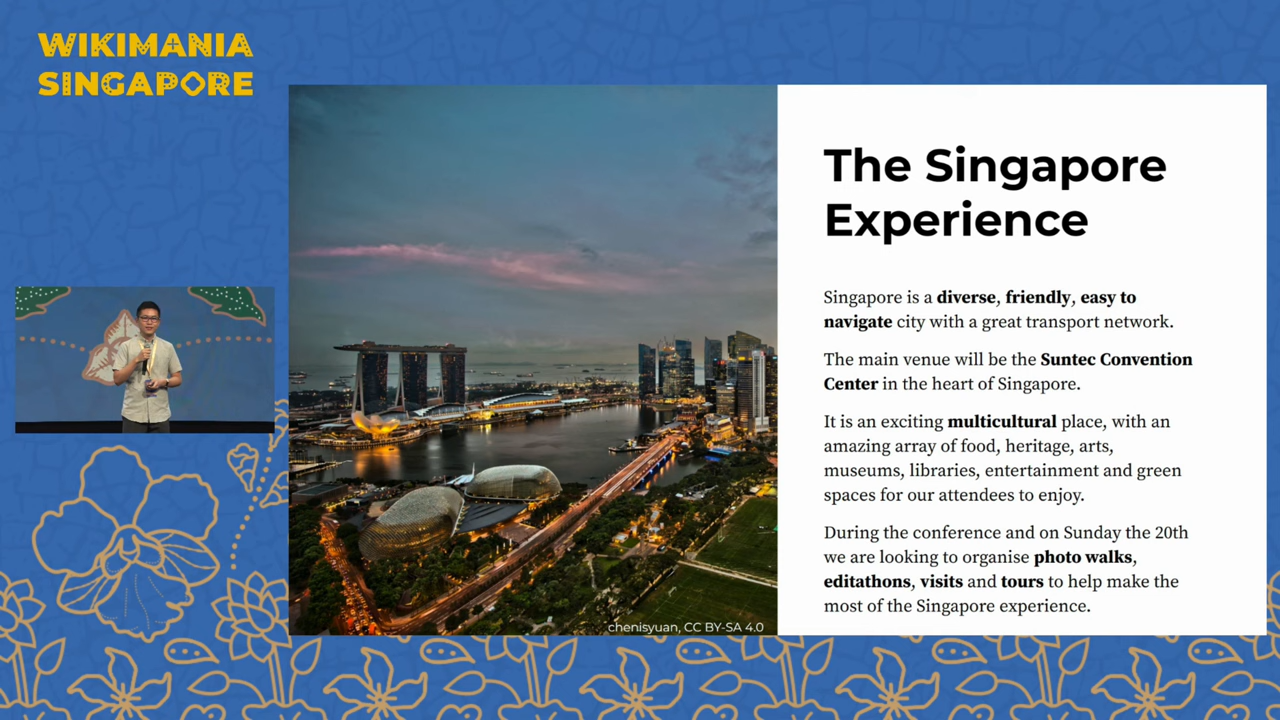 WIKIMANIA
SINGAPORE
The Singapore
Experience
Singapore is a diverse, friendly, easy to
navigate city with a great transport network.
The main venue will be the Suntec Convention
Center in the heart of Singapore.
It is an exciting multicultural place, with an
amazing array of food, heritage, arts,
museums, libraries, entertainment and green
spaces for our attendees to enjoy.
During the conference and on Sunday the 20th
we are looking to organise photo walks,
editathons, visits and tours to help make the
most of the Singapore experience.
chenisyuan, CC BY-SA 4.0